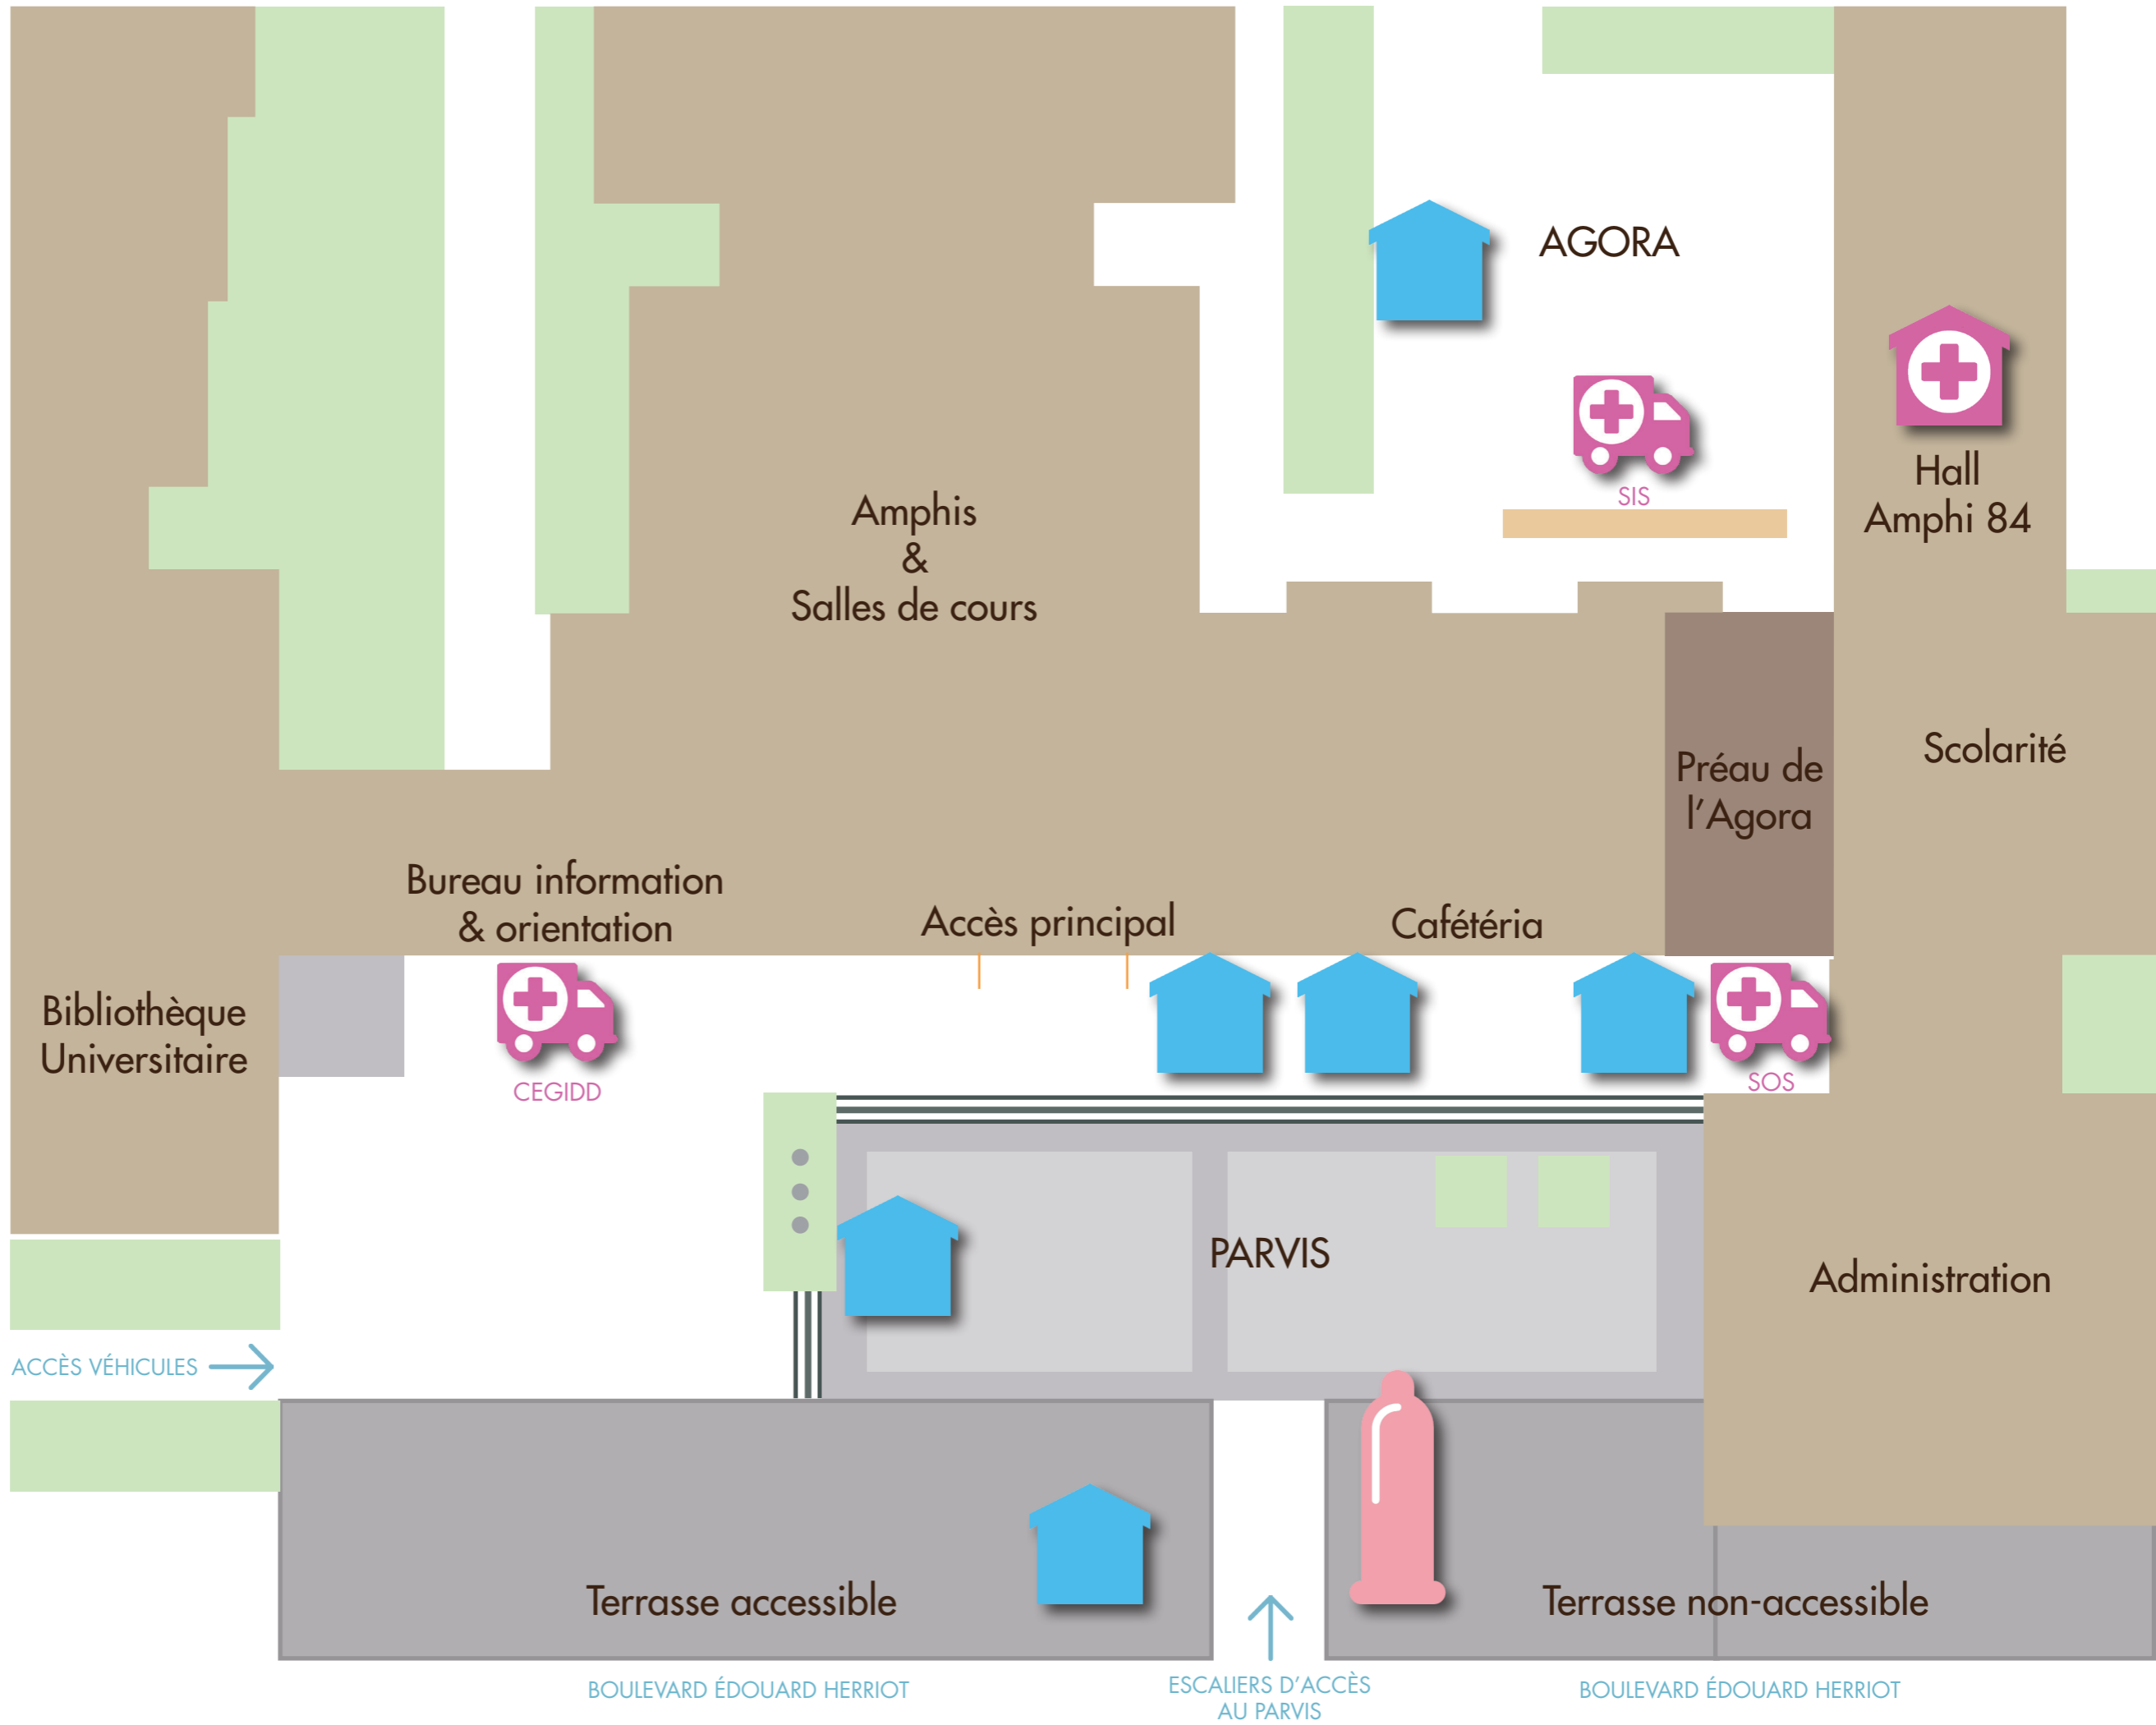 AGORA
SIS
Hall
Amphi 84
Amphis
&
Salles de cours
Scolarité
Préau de
l'Agora
Bureau information
& orientation
Accès principal
Cafétéria
Bibliothèque
Universitaire
CEGIDD
SOS
PARVIS
Administration
ACCÈS VÉHICULES
Terrasse accessible
Terrasse non-accessible
BOULEVARD ÉDOUARD HERRIOT
ESCALIERS D'ACCÈS
AU PARVIS
BOULEVARD ÉDOUARD HERRIOT